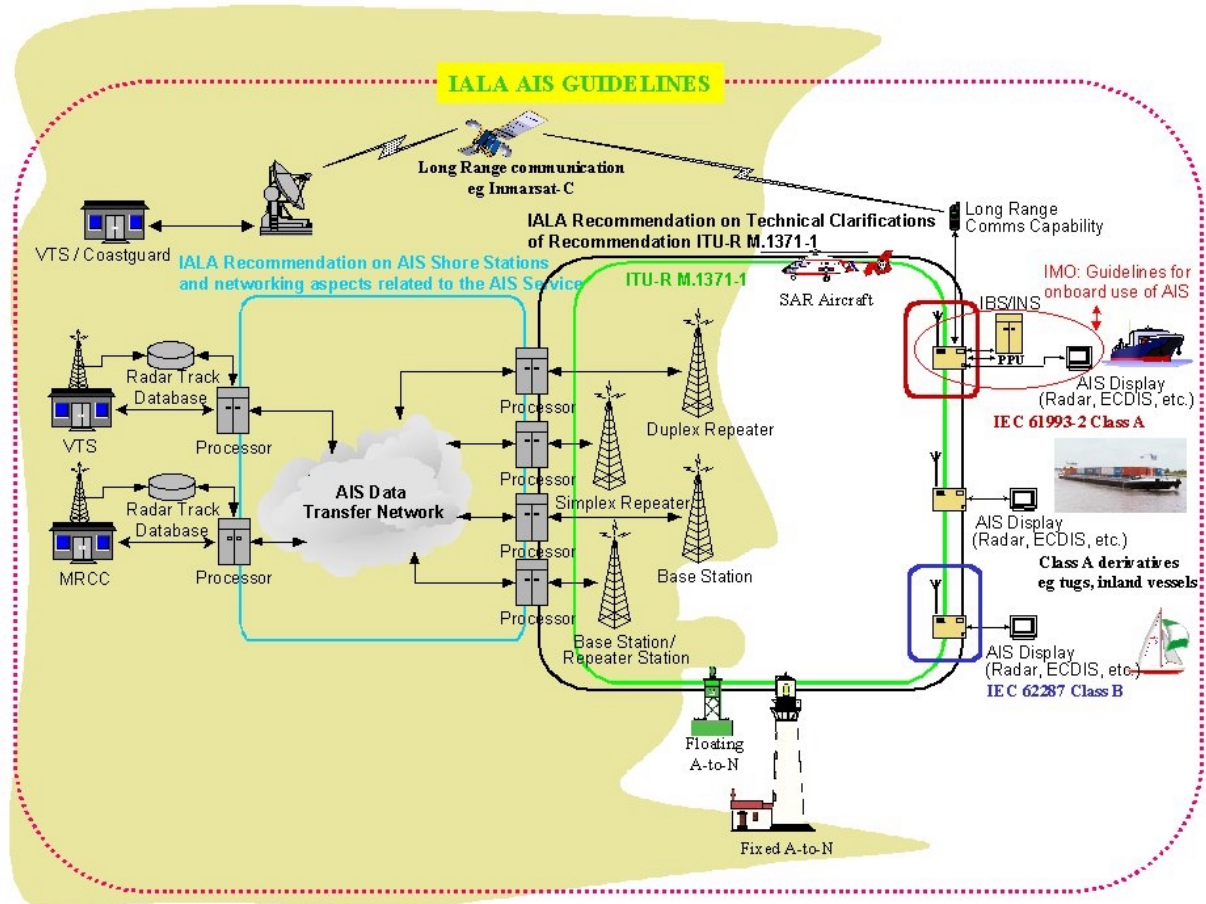 IALA AIS GUIDELINES
Long Range communication
eg Inmarsat-C
VTS / Coastguard
IALA Recommendation on Technical Clarifications
of Recommendation ITU-R M.1371-1
Long Range
Comms Capability
IALA Recommendation on AIS Shore Stations
and networking aspects related to the AIS Service
ITU-R M.1371-1
SAR Aircraft
IMO: Guidelines for
onboard use of AIS
IBS/INS
PPU
AIS Display
(Radar, ECDIS, etc.)
IEC 61993-2 Class A
Radar Track
Database
VTS
Processor
Processor
Duplex Repeater
Processor
Simplex Repeater
AIS Data
Transfer Network
Radar Track
Database
MRCC
Processor
Processor
Base Station
AIS Display
(Radar, ECDIS, etc.)
Class A derivatives
eg tugs, inland vessels
Processor
Base Station/
Repeater Station
AIS Display
(Radar, ECDIS, etc.)
IEC 62287 Class B
Floating
A-to-N
Fixed A-to-N